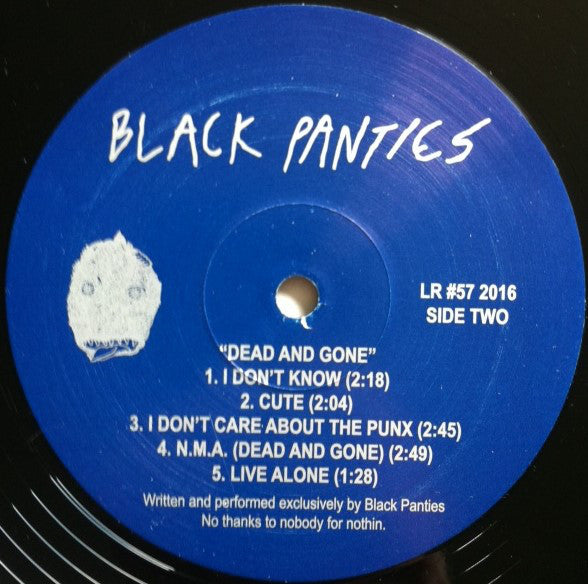 BLACK PANTIES
LR #57 2016
SIDE TWO
“DEAD AND GONE”
1. I DON’T KNOW (2:18)
2. CUTE (2:04)
3. I DON’T CARE ABOUT THE PUNX (2:45)
4. N.M.A. (DEAD AND GONE) (2:49)
5. LIVE ALONE (1:28)
Written and performed exclusively by Black Panties
No thanks to nobody for nothin.